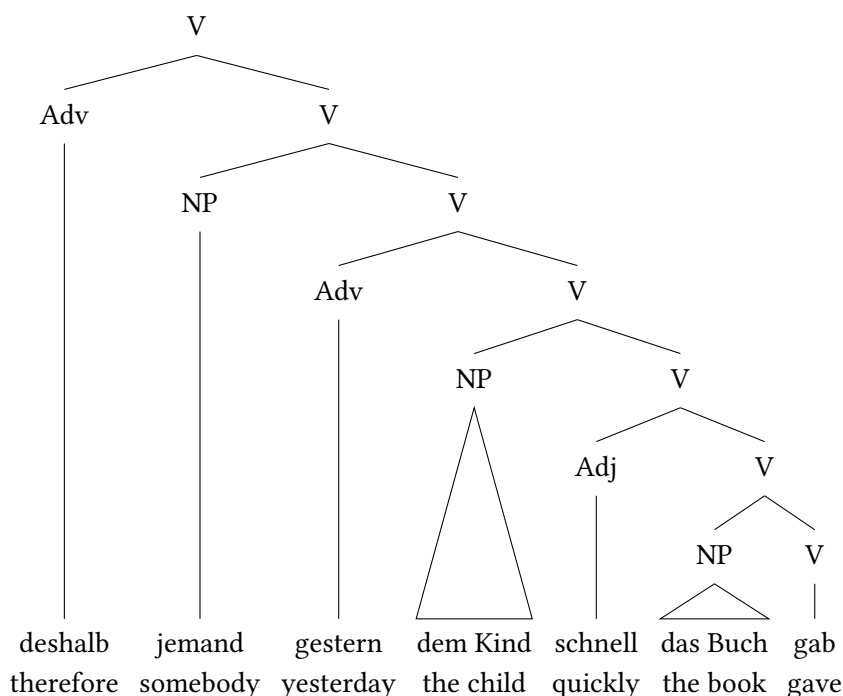 V
Adv V
NP V
Adv V
NP V
Adj V
NP V
deshalb jemand gestern dem Kind schnell das Buch gab
therefore somebody yesterday the child quickly the book gave